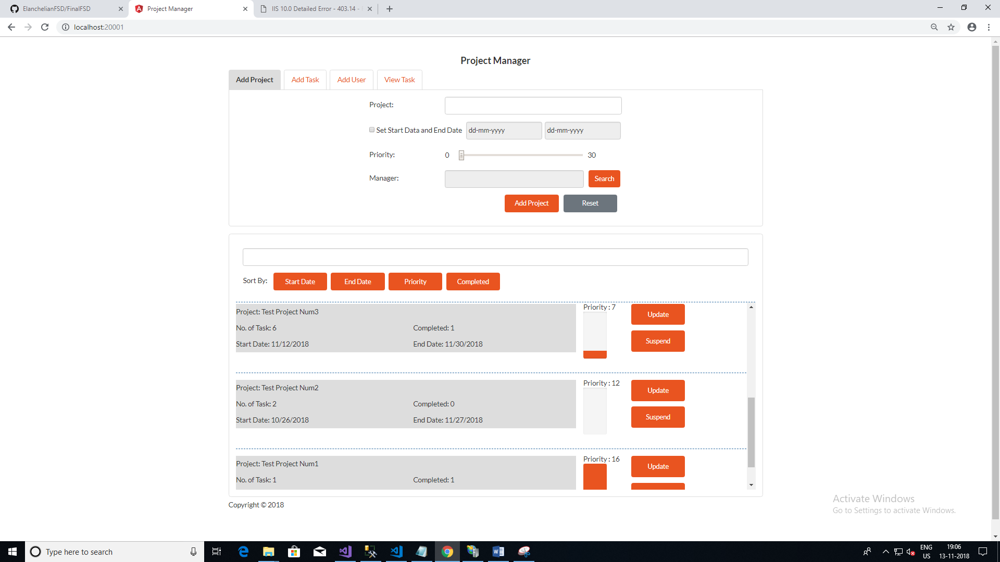 ElanchelianFSD/FinalFSD
Project Manager
IIS 10.0 Detailed Error - 403.14 -
localhost:20001
Project Manager
Add Project
Add Task
Add User
View Task
Project:
Set Start Data and End Date
dd-mm-yyyy
dd-mm-yyyy
Priority:
0
30
Manager:
Search
Add Project
Reset
Sort By:
Start Date
End Date
Priority
Completed
Project: Test Project Num3
Priority : 7
Update
No. of Task: 6
Completed: 1
Start Date: 11/12/2018
End Date: 11/30/2018
Suspend
Project: Test Project Num2
Priority : 12
Update
No. of Task: 2
Completed: 0
Start Date: 10/26/2018
End Date: 11/27/2018
Suspend
Project: Test Project Num1
Priority : 16
Update
No. of Task: 1
Completed: 1
Copyright © 2018
Activate Windows
Go to Settings to activate Windows.
Type here to search
ENG
US
19:06
13-11-2018